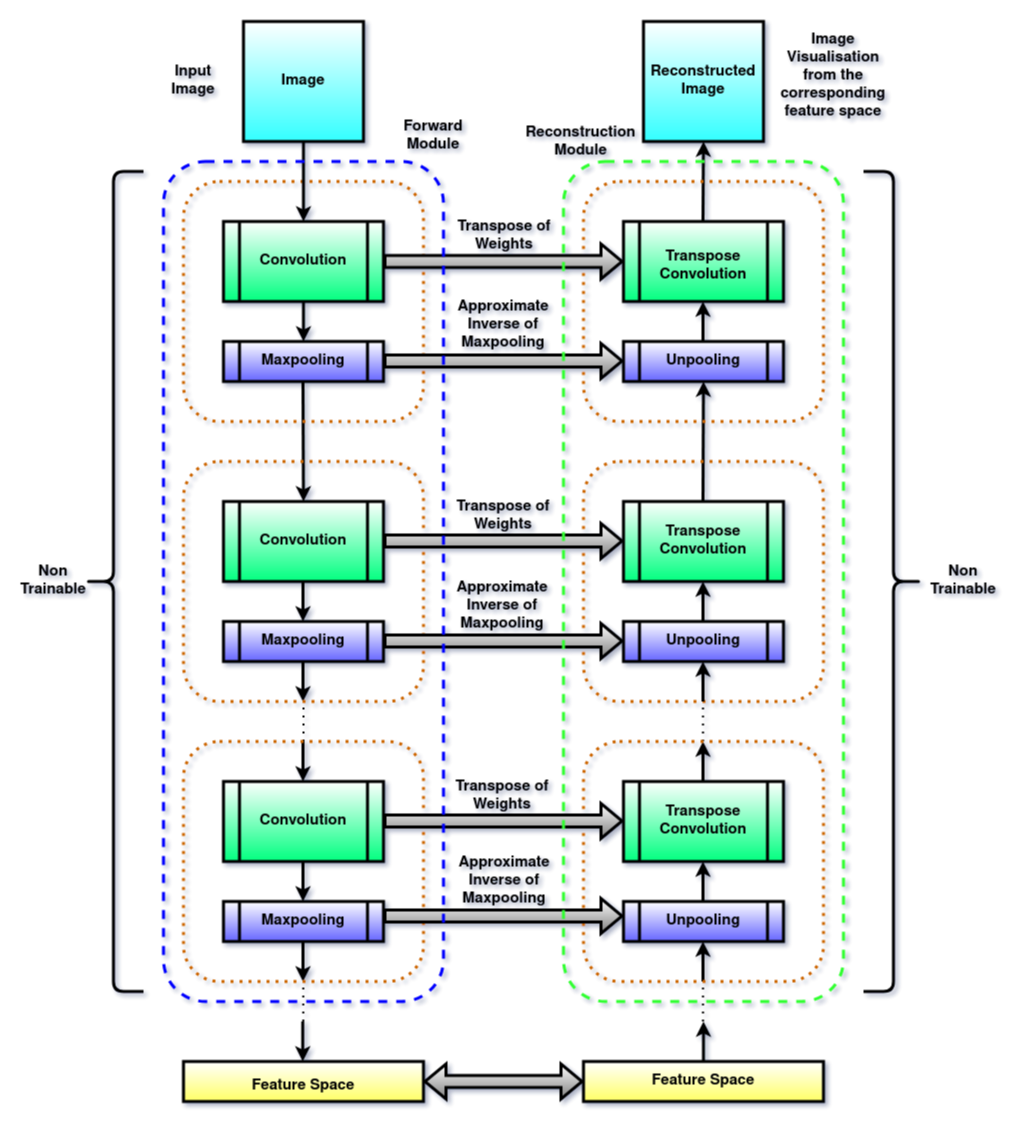 Input
Image
Image
Reconstructed
Image
Image
Visualisation
from the
corresponding
feature space
Forward
Module
Reconstruction
Module
Convolution
Transpose of
Weights
Transpose
Convolution
Approximate
Inverse of
Maxpooling
Maxpooling
Unpooling
Convolution
Transpose of
Weights
Transpose
Convolution
Non
Trainable
Approximate
Inverse of
Maxpooling
Non
Trainable
Maxpooling
Unpooling
Convolution
Transpose of
Weights
Transpose
Convolution
Approximate
Inverse of
Maxpooling
Maxpooling
Unpooling
Feature Space
Feature Space